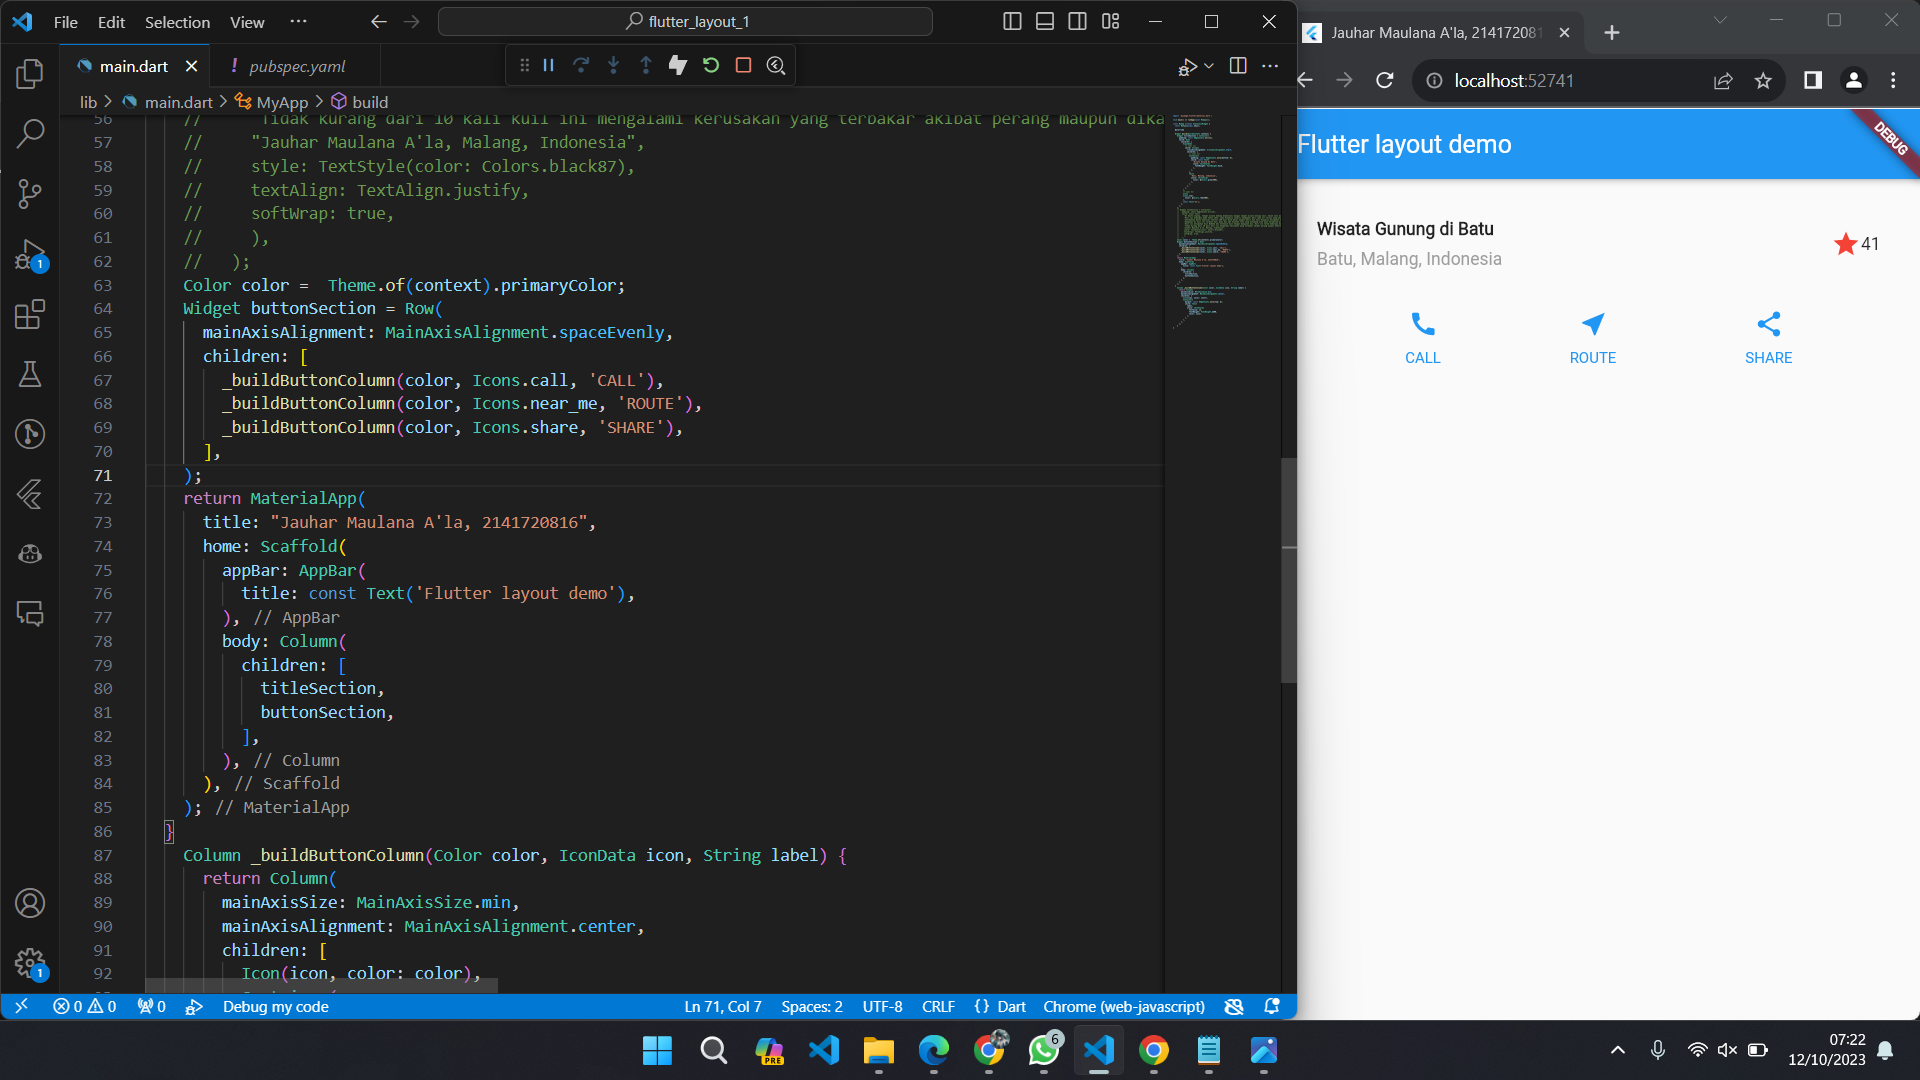 File Edit Selection View ··· flutter_layout_1
main.dart ! pubspec.yaml
lib > main.dart > MyApp > build
56 // Tidak kurang dari 10 kali kuil ini mengalami kerusakan yang terbakar akibat perang maupun dika
57 // "Jauhar Maulana A'la, Malang, Indonesia",
58 // style: TextStyle(color: Colors.black87),
59 // textAlign: TextAlign.justify,
60 // softWrap: true,
61 // ),
62 // );
63 Color color =  Theme.of(context).primaryColor;
64 Widget buttonSection = Row(
65 mainAxisAlignment: MainAxisAlignment.spaceEvenly,
66 children: [
67 _buildButtonColumn(color, Icons.call, 'CALL'),
68 _buildButtonColumn(color, Icons.near_me, 'ROUTE'),
69 _buildButtonColumn(color, Icons.share, 'SHARE'),
70 ],
71 );
72 return MaterialApp(
73 title: "Jauhar Maulana A'la, 2141720816",
74 home: Scaffold(
75 appBar: AppBar(
76 title: const Text('Flutter layout demo'),
77 ), // AppBar
78 body: Column(
79 children: [
80 titleSection,
81 buttonSection,
82 ],
83 ), // Column
84 ), // Scaffold
85 ); // MaterialApp
86 }
87 Column _buildButtonColumn(Color color, IconData icon, String label) {
88 return Column(
89 mainAxisSize: MainAxisSize.min,
90 mainAxisAlignment: MainAxisAlignment.center,
91 children: [
92 Icon(icon, color: color),
1
1
0 0 0 Debug my code Ln 71, Col 7 Spaces: 2 UTF-8 CRLF {} Dart Chrome (web-javascript)
Jauhar Maulana A'la, 214172081
localhost:52741
Flutter layout demo
DEBUG
Wisata Gunung di Batu
Batu, Malang, Indonesia
41
CALL ROUTE SHARE
PRE 6
07:22
12/10/2023